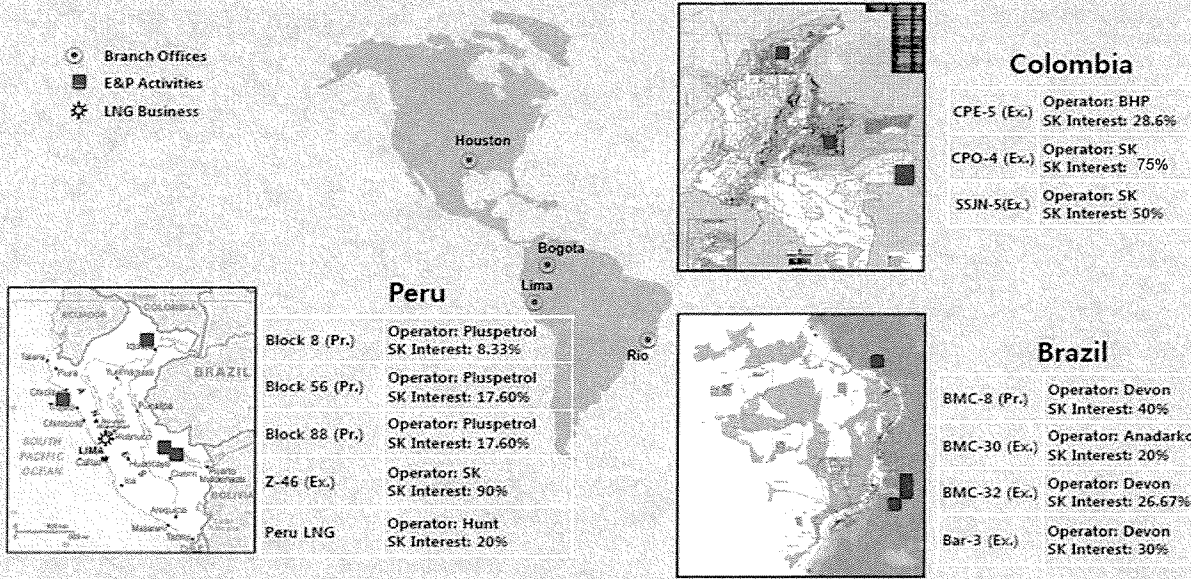 Branch Offices
E&P Activities
LNG Business
Houston
Bogota
Lima
Rio
Colombia
CPE-5 (Ex.) Operator: BHP
SK Interest: 28.6%
CPO-4 (Ex.) Operator: SK
SK Interest: 75%
SSJN-5(Ex.) Operator: SK
SK Interest: 50%
Peru
Block 8 (Pr.) Operator: Pluspetrol
SK Interest: 8.33%
Block 56 (Pr.) Operator: Pluspetrol
SK Interest: 17.60%
Block 88 (Pr.) Operator: Pluspetrol
SK Interest: 17.60%
Z-46 (Ex.) Operator: SK
SK Interest: 90%
Peru LNG Operator: Hunt
SK Interest: 20%
ECUADOR
COLOMBIA
BRAZIL
SOUTH
PACIFIC
OCEAN
LIMA
Callao
Huancayo
Ica
Cuzco
Puerto
Maldonado
BOLIVIA
Arequipa
Brazil
BMC-8 (Pr.) Operator: Devon
SK Interest: 40%
BMC-30 (Ex.) Operator: Anadarko
SK Interest: 20%
BMC-32 (Ex.) Operator: Devon
SK Interest: 26.67%
Bar-3 (Ex.) Operator: Devon
SK Interest: 30%